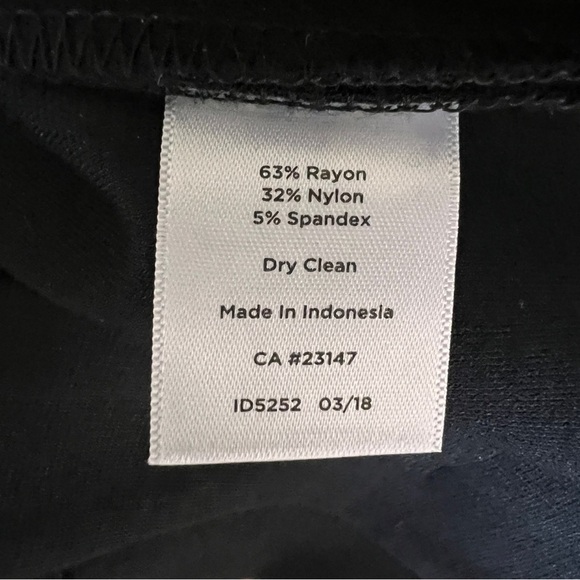 63% Rayon
32% Nylon
5% Spandex
Dry Clean
Made In Indonesia
CA #23147
ID5252 03/18